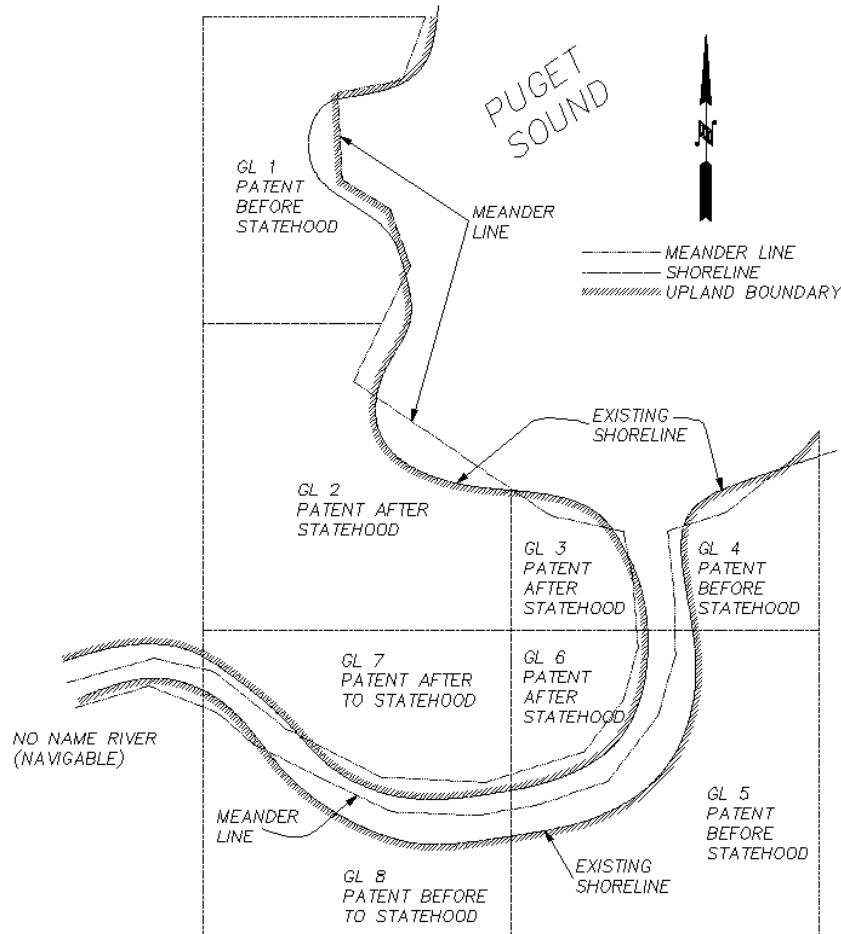 PUGET
SOUND
N
GL 1
PATENT
BEFORE
STATEHOOD
MEANDER
LINE
MEANDER LINE
SHORELINE
UPLAND BOUNDARY
EXISTING
SHORELINE
GL 2
PATENT AFTER
STATEHOOD
GL 3
PATENT
AFTER
STATEHOOD
GL 4
PATENT
BEFORE
STATEHOOD
GL 7
PATENT AFTER
TO STATEHOOD
GL 6
PATENT
AFTER
STATEHOOD
NO NAME RIVER
(NAVIGABLE)
MEANDER
LINE
GL 5
PATENT
BEFORE
STATEHOOD
EXISTING
SHORELINE
GL 8
PATENT BEFORE
TO STATEHOOD